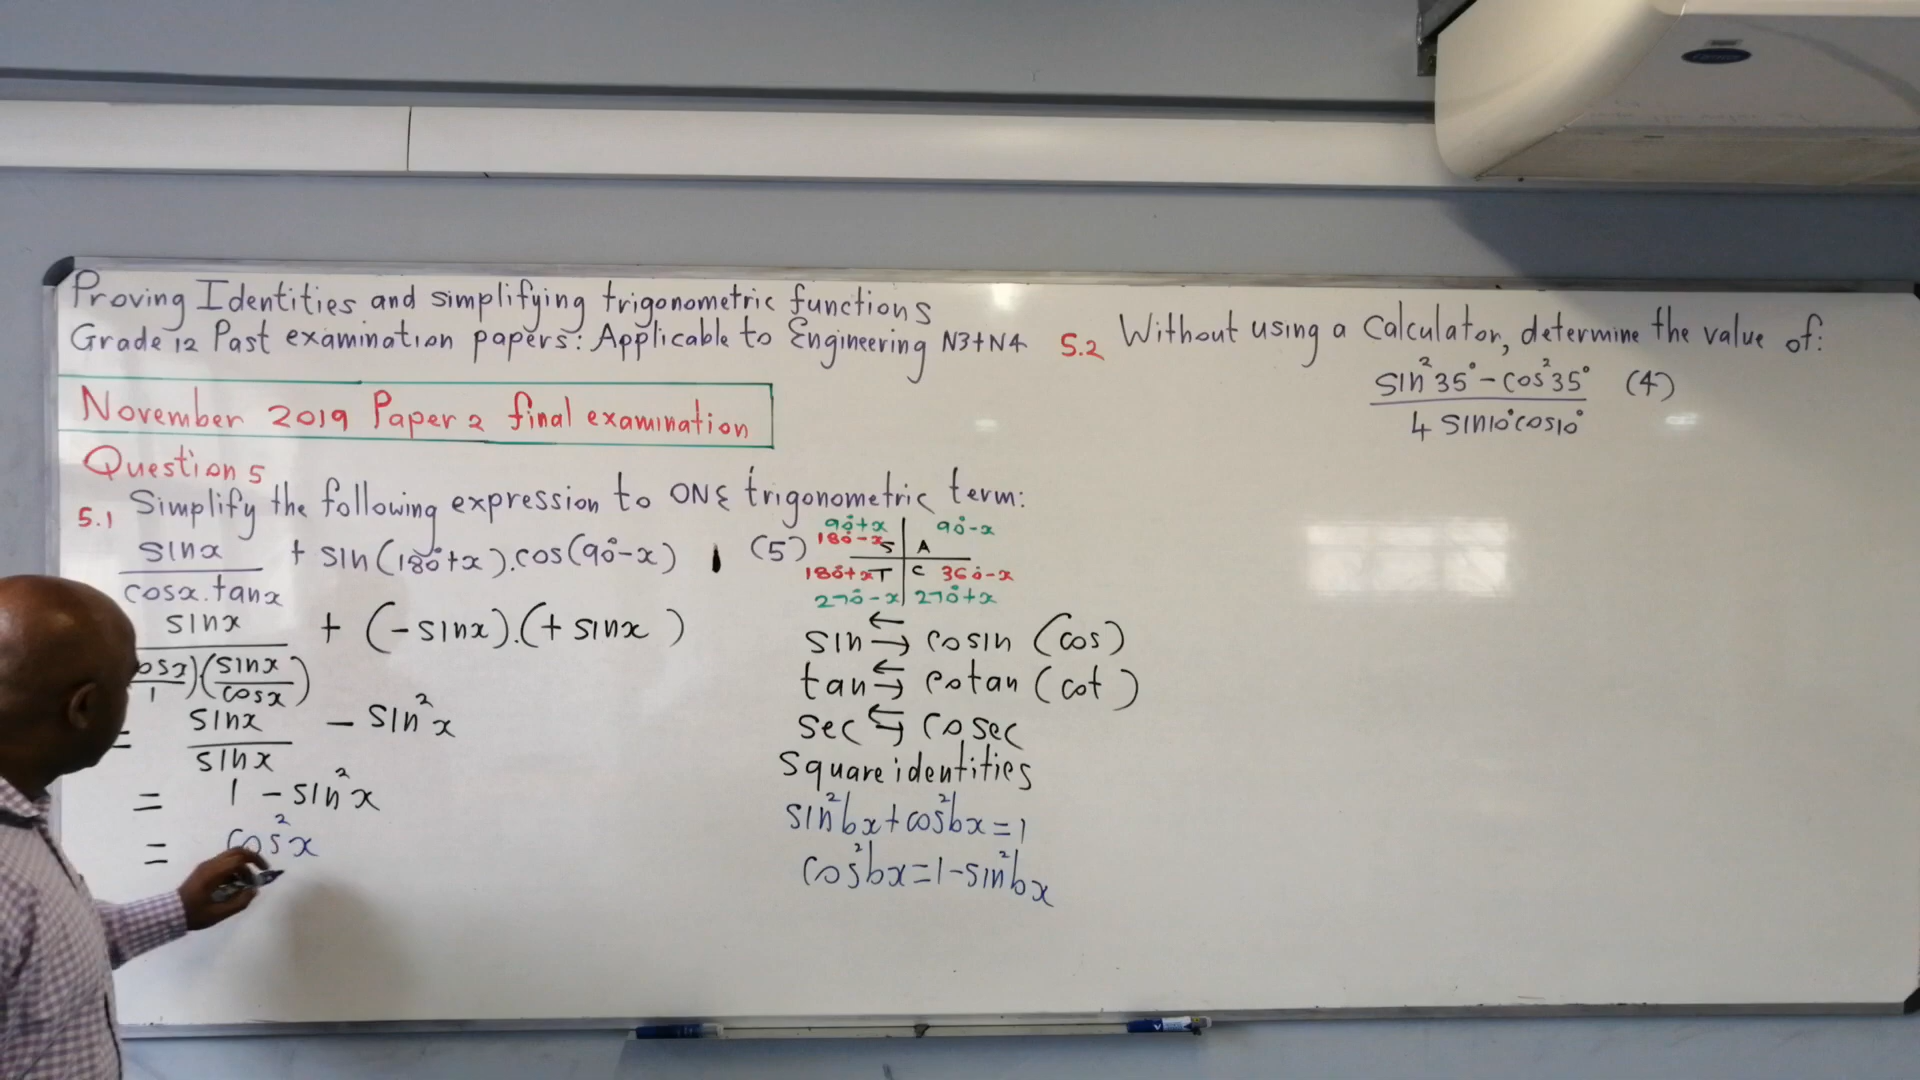 Proving Identities and simplifying trigonometric functions
Grade 12 Past examination papers: Applicable to Engineering N3+N4
November 2019 Paper 2 final examination
Question 5
5.1 Simplify the following expression to ONE trigonometric term:
sinx / cosx.tanx + sin(180°+x).cos(90°-x) (5)
sinx / (cosx/1)(sinx/cosx) + (-sinx).(+sinx)
= sinx/sinx - sin²x
= 1 - sin²x
= cos²x
90°+x 90°-x
180°-x S A
180°+x T C 360°-x
270°-x 270°+x
sin ⇆ cosin (cos)
tan ⇆ cotan (cot)
sec ⇆ cosec
Square identities
sin²bx+cos²bx=1
cos²bx=1-sin²bx
5.2 Without using a Calculator, determine the value of:
sin²35°-cos²35° (4)
4 sin10°cos10°